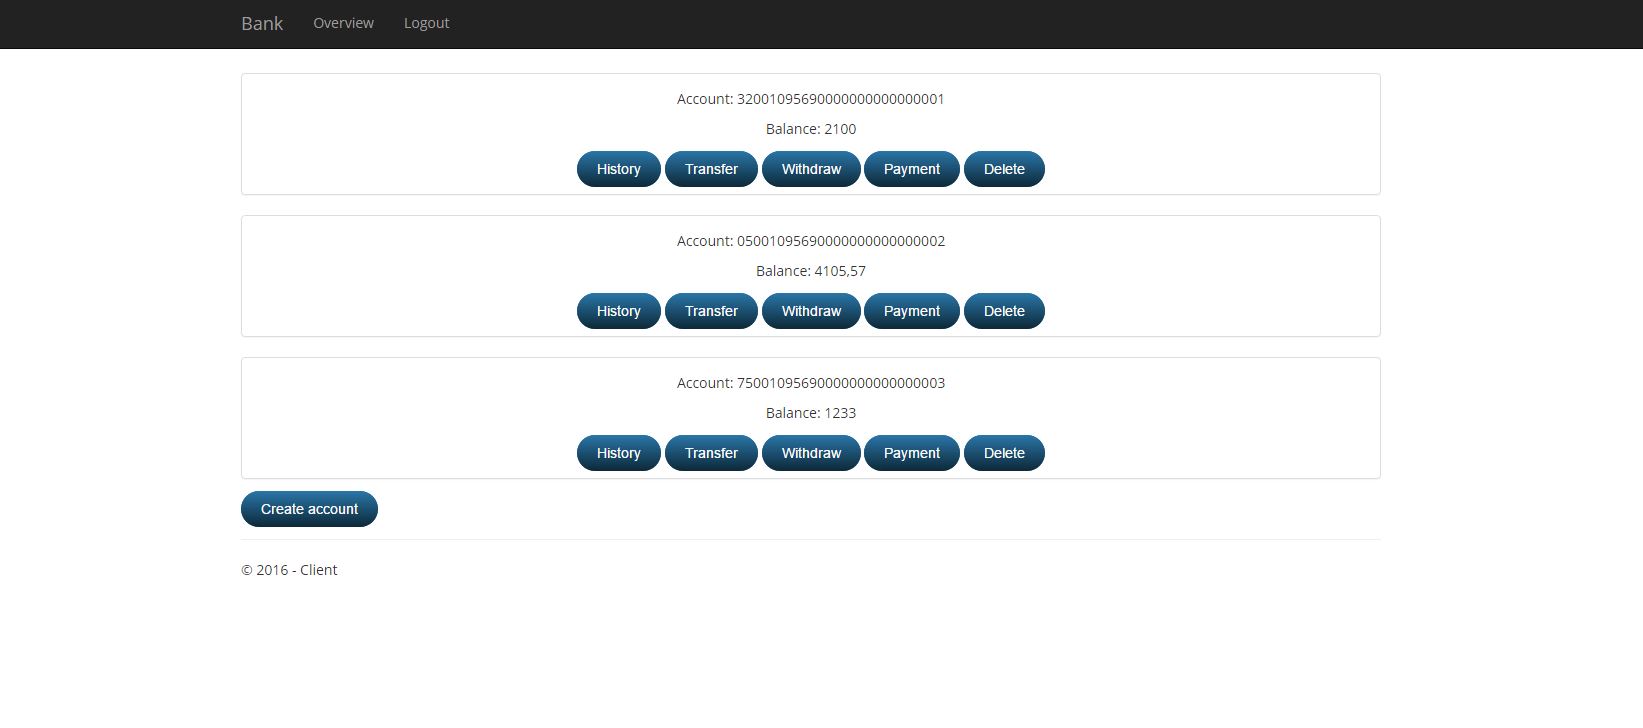 Bank Overview Logout
Account: 32001095690000000000000001
Balance: 2100
History Transfer Withdraw Payment Delete
Account: 05001095690000000000000002
Balance: 4105,57
History Transfer Withdraw Payment Delete
Account: 75001095690000000000000003
Balance: 1233
History Transfer Withdraw Payment Delete
Create account
© 2016 - Client